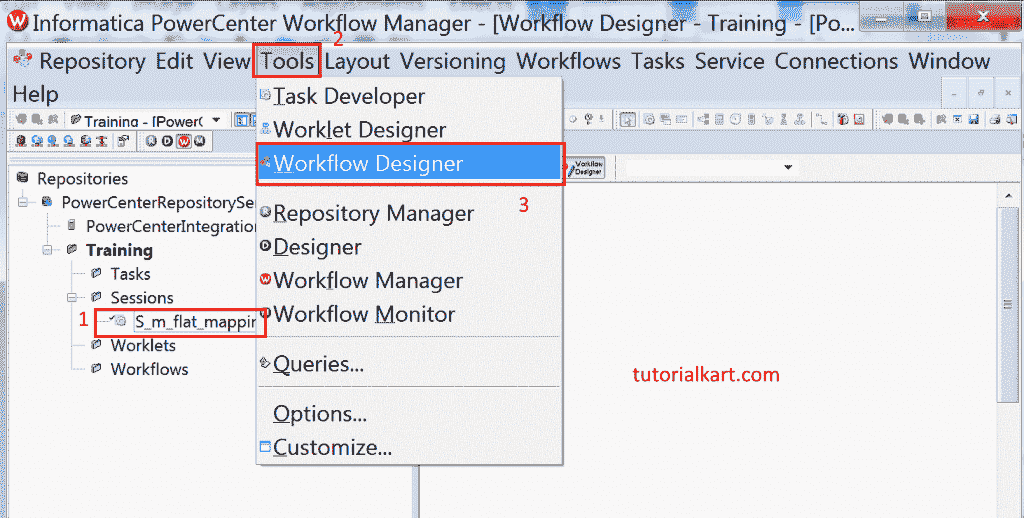 Informatica PowerCenter Workflow Manager - [Workflow Designer - Training - [Po...
2
Repository Edit View Tools Layout Versioning Workflows Tasks Service Connections Window
Help
Training - [Power(
Task Developer
Worklet Designer
Workflow Designer
Workflow Designer
3
Repository Manager
Designer
Workflow Manager
Workflow Monitor
Queries...
Options...
Customize...
Repositories
PowerCenterRepositorySe
PowerCenterIntegration
Training
Tasks
Sessions
1
S_m_flat_mappin
Worklets
Workflows
tutorialkart.com